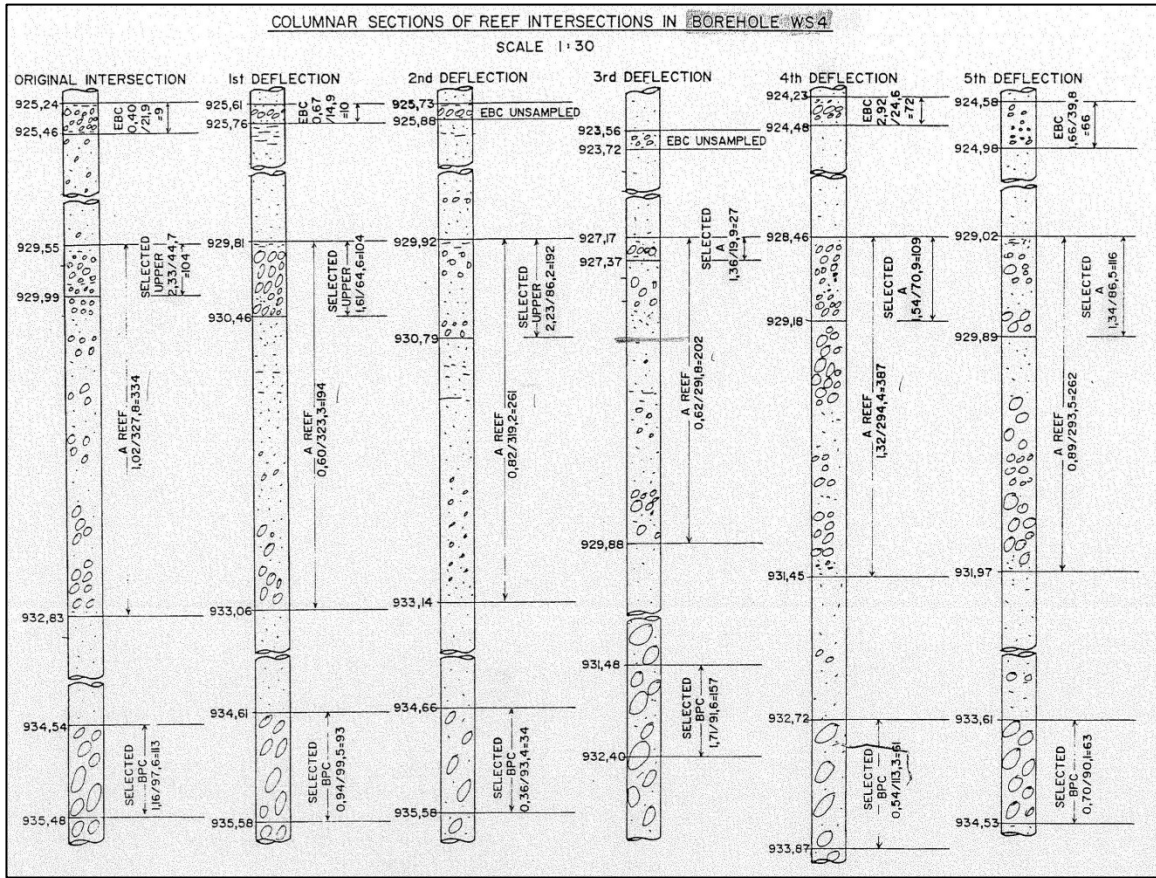 COLUMNAR SECTIONS OF REEF INTERSECTIONS IN BOREHOLE WS4
SCALE 1:30
ORIGINAL INTERSECTION
925,24
925,46
EBC
0,40
/21,9
=9
929,55
929,99
SELECTED
UPPER
2,33/44,7
=104
A REEF
1,02/327,8=334
932,83
934,54
SELECTED
BPC
1,16/97,6=113
935,48
1st DEFLECTION
925,61
925,76
EBC
0,67
/14,9
=10
929,81
930,46
SELECTED
UPPER
1,61/64,6=104
A REEF
0,60/323,3=194
933,06
934,61
SELECTED
BPC
0,94/99,5=93
935,58
2nd DEFLECTION
925,73
925,88
EBC UNSAMPLED
929,92
930,79
SELECTED
UPPER
2,23/86,2=192
A REEF
0,82/319,2=261
933,14
934,66
SELECTED
BPC
0,36/93,4=34
935,58
3rd DEFLECTION
923,56
923,72
EBC UNSAMPLED
927,17
927,37
SELECTED
A
1,36/19,9=27
A REEF
0,62/291,8=202
929,88
931,48
SELECTED
BPC
1,71/91,6=157
932,40
4th DEFLECTION
924,23
924,48
EBC
2,92
/24,6
=72
928,46
929,18
SELECTED
A
1,54/70,9=109
A REEF
1,32/294,4=387
931,45
932,72
SELECTED
BPC
0,54/113,3=61
933,87
5th DEFLECTION
924,58
924,98
EBC
1,66/39,8
=66
929,02
929,89
SELECTED
A
1,34/86,5=116
A REEF
0,89/293,5=262
931,97
933,61
SELECTED
BPC
0,70/90,1=63
934,53